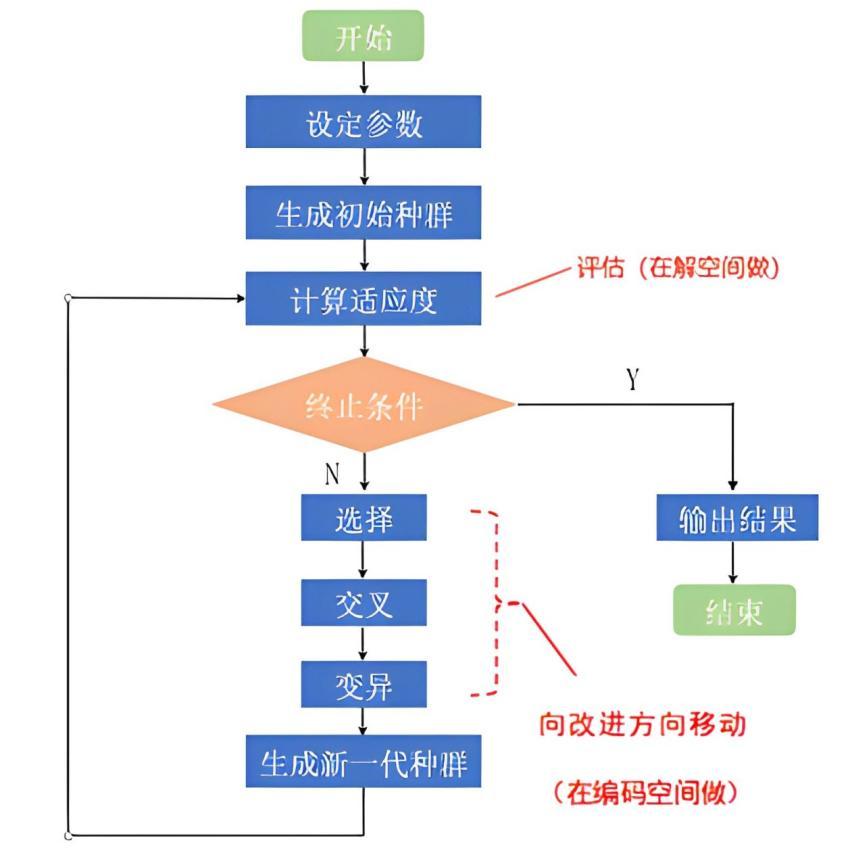 开始
设定参数
生成初始种群
计算适应度
评估（在解空间做）
终止条件
Y
N
选择
输出结果
交叉
结束
变异
向改进方向移动
生成新一代种群
（在编码空间做）